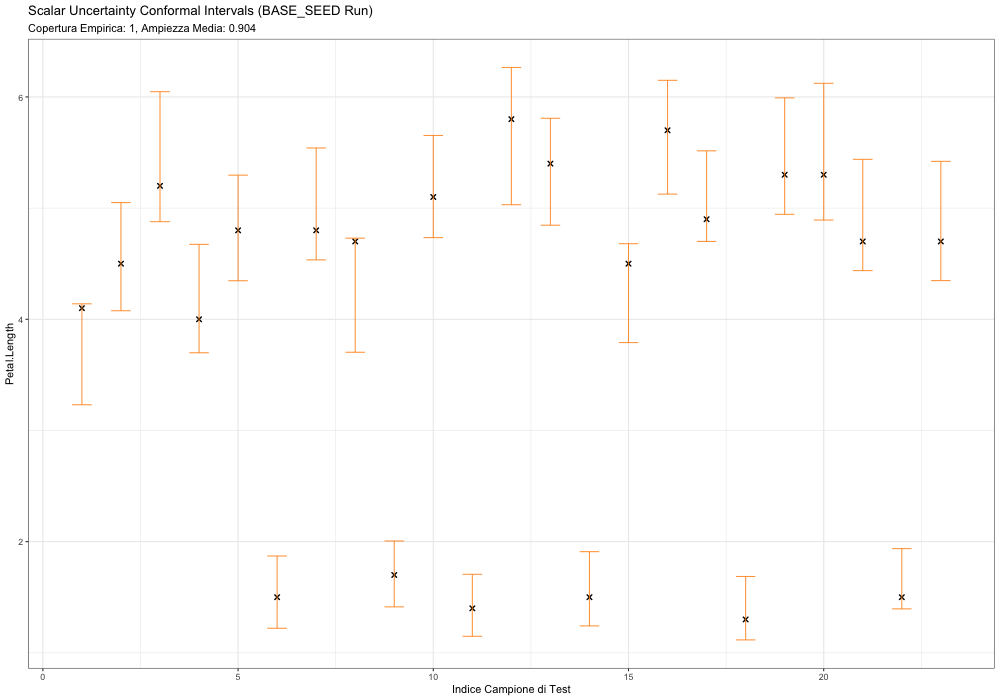 Scalar Uncertainty Conformal Intervals (BASE_SEED Run)
Copertura Empirica: 1, Ampiezza Media: 0.904
6
4
2
Petal.Length
0 5 10 15 20
Indice Campione di Test